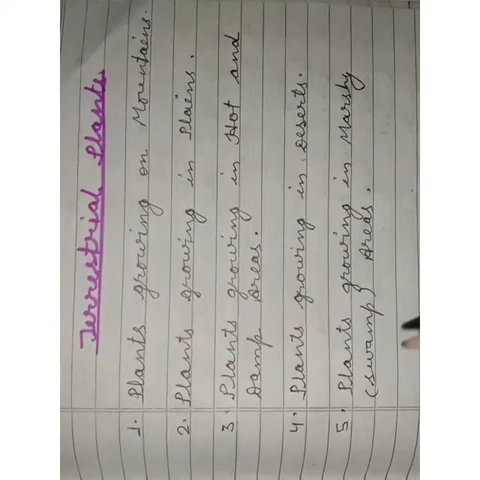 Terrestrial Plants
1. Plants growing on Mountains.
2. Plants growing in Plains.
3. Plants growing in Hot and
Damp Areas.
4. Plants growing in Deserts.
5. Plants growing in Marshy
(swamp) Areas.